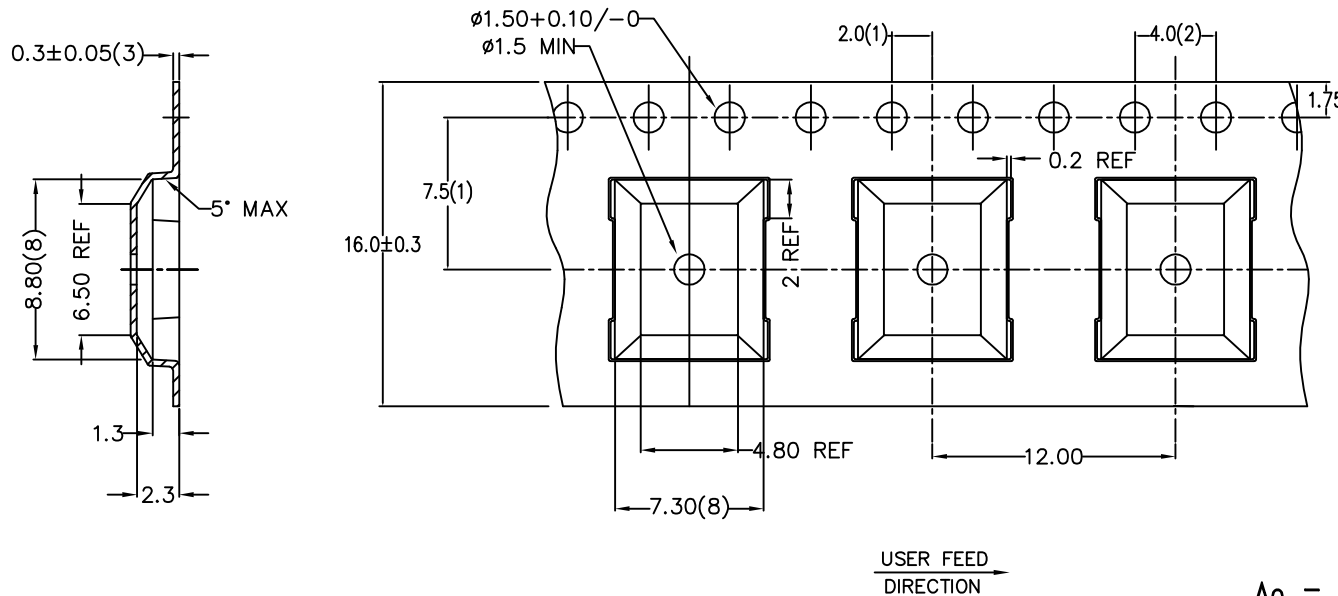 ø1.50+0.10/-0
ø1.5 MIN
0.3±0.05(3)
2.0(1)
4.0(2)
1.75
0.2 REF
7.5(1)
5° MAX
16.0±0.3
8.80(8)
6.50 REF
2 REF
1.3
2.3
4.80 REF
12.00
7.30(8)
USER FEED
DIRECTION